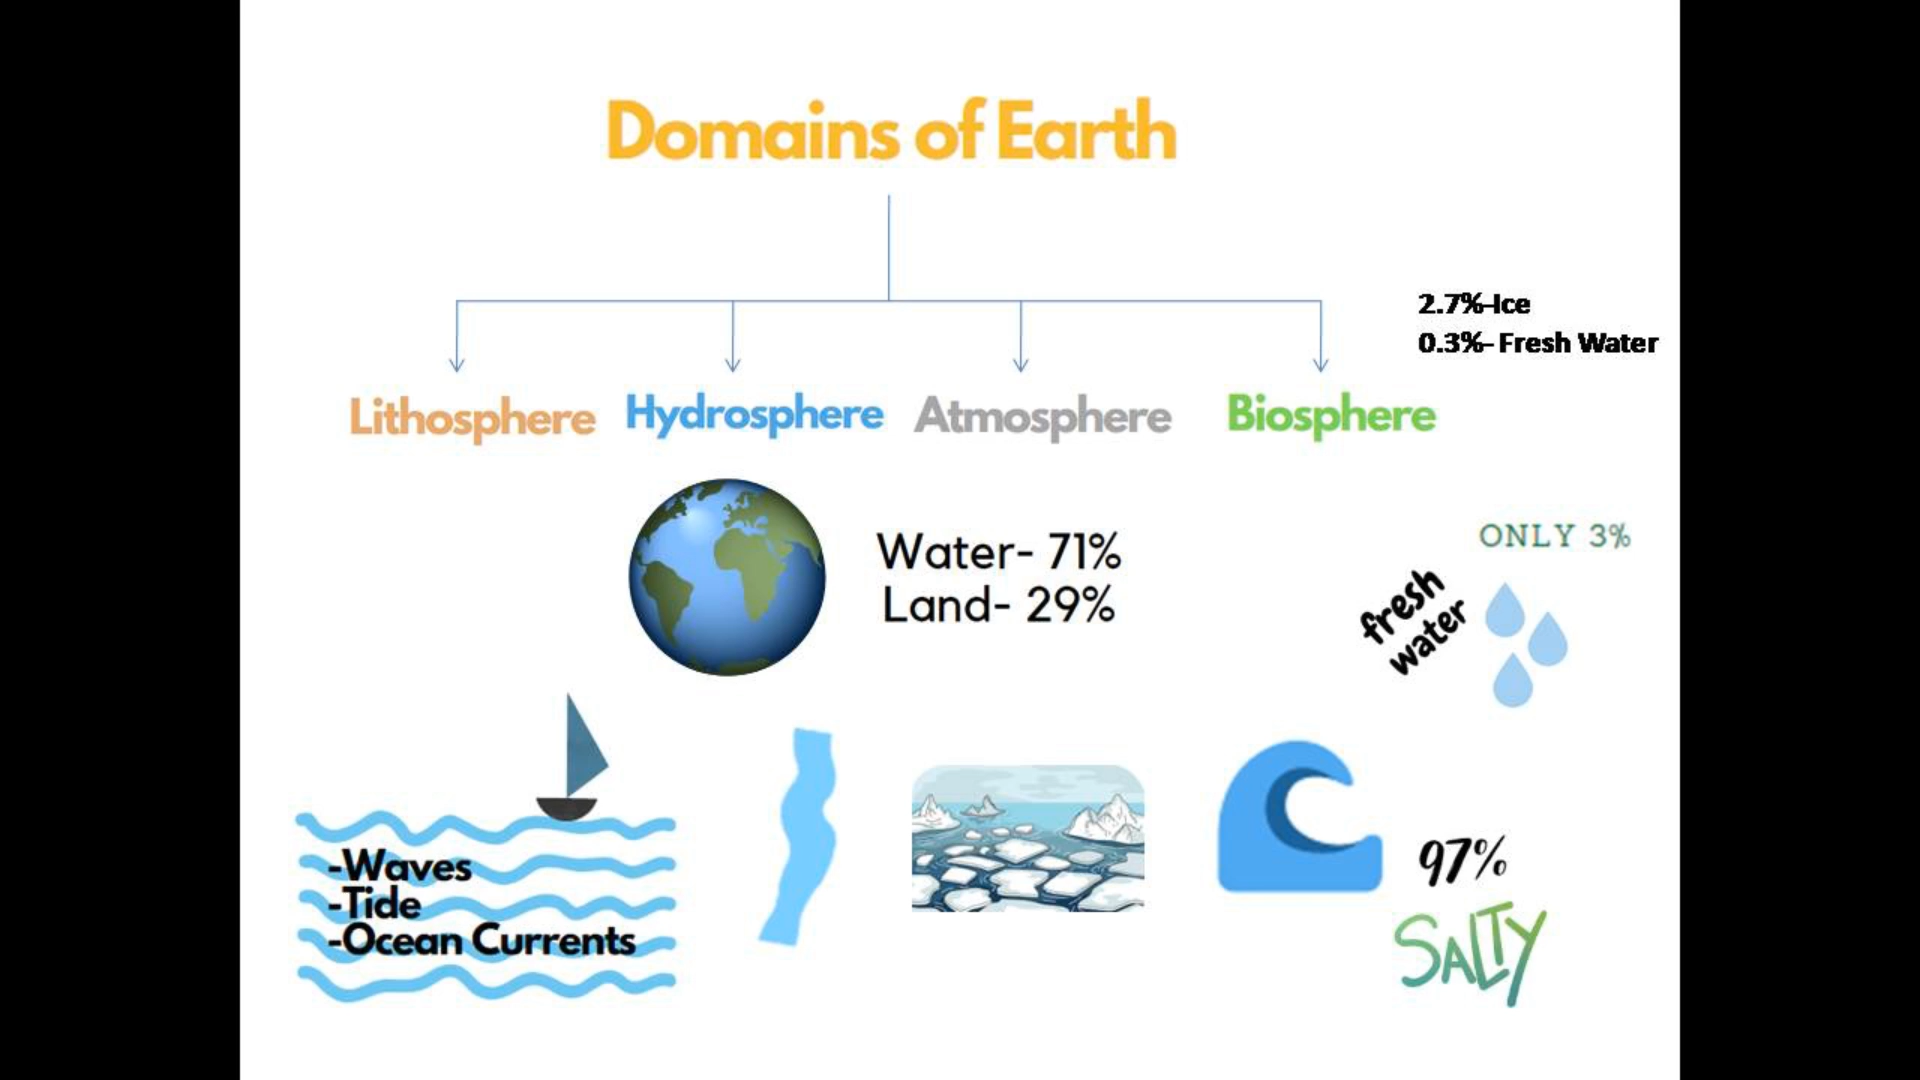 Domains of Earth
2.7%-Ice
0.3%- Fresh Water
Lithosphere
Hydrosphere
Atmosphere
Biosphere
Water- 71%
Land- 29%
ONLY 3%
fresh
water
-Waves
-Tide
-Ocean Currents
97%
SALTY